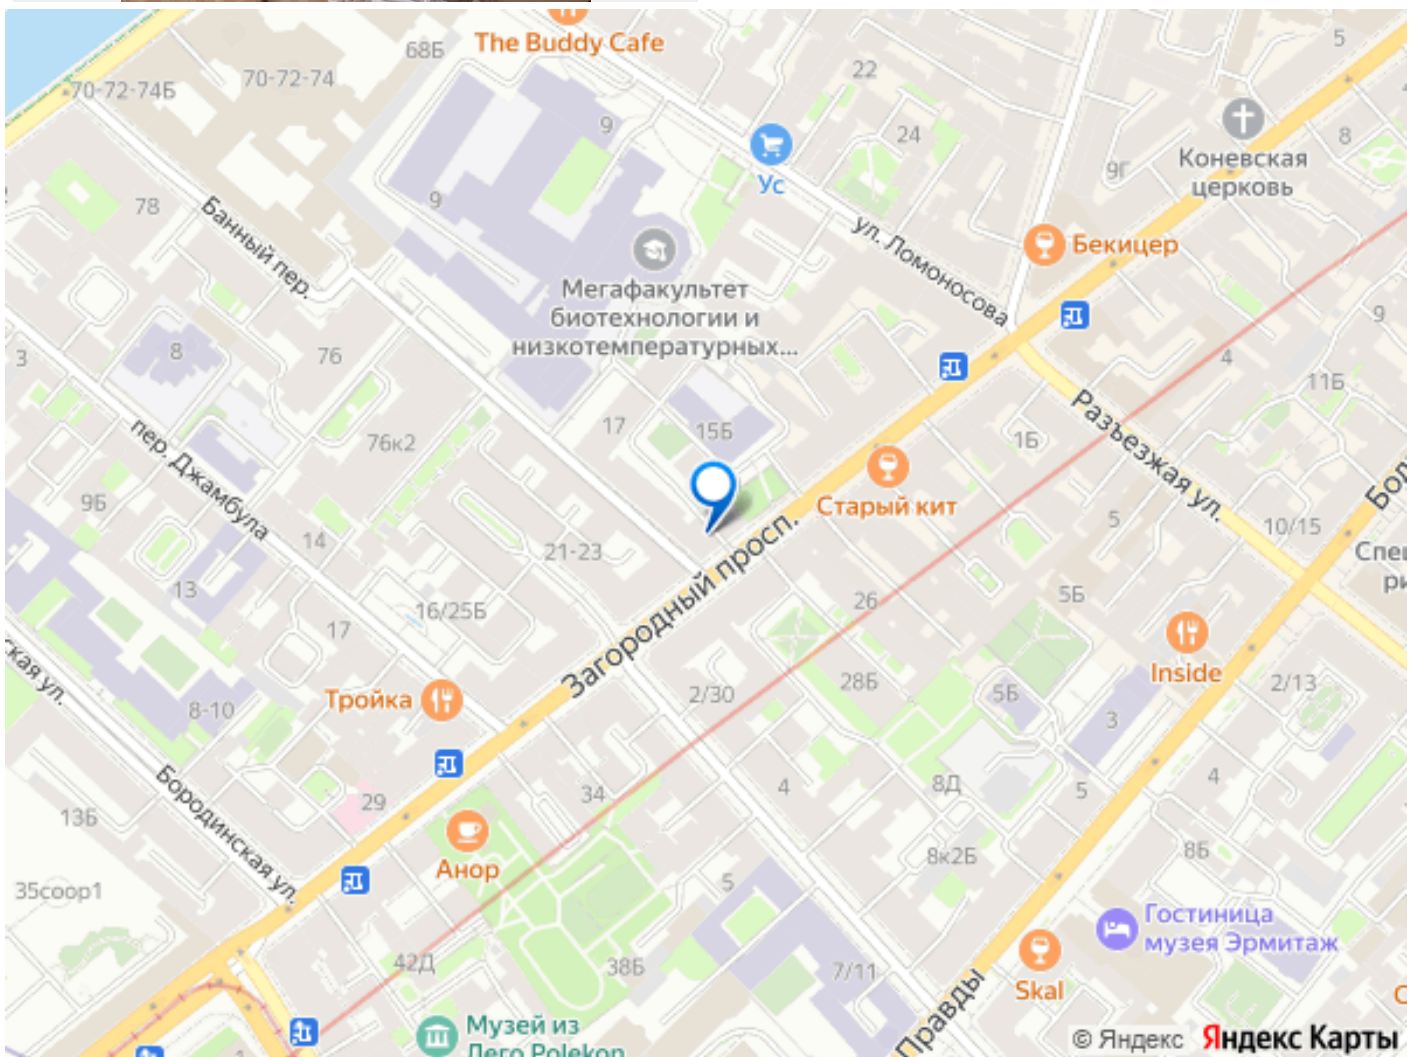 The Buddy Cafe
68Б
70-72-74
70-72-74Б
22
5
9
24
8
Ус
9Г
Коневская
церковь
9
78
Банный пер.
ул. Ломоносова
Бекицер
Мегафакультет
биотехнологии и
низкотемпературных...
9
3
8
76
4
11Б
Разъезжая ул.
17
15Б
1Б
76к2
пер. Джамбула
Старый кит
9Б
14
21-23
5
10/15
13
16/25Б
26
5Б
17
Загородный просп.
Inside
28Б
5Б
2/30
2/13
Тройка
8-10
3
ская ул.
Бородинская ул.
29
34
4
8Д
5
4
13Б
Анор
8к2Б
8Б
35соор1
5
Гостиница
музея Эрмитаж
42Д
38Б
7/11
Skal
Правды
Музей из
Лего Polekon
1
© Яндекс Яндекс Карты